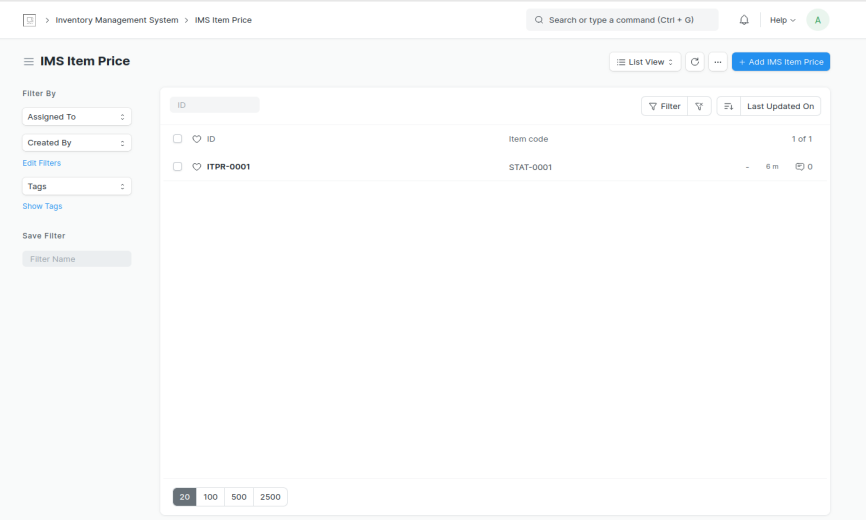 Inventory Management System > IMS Item Price
Search or type a command (Ctrl + G)
Help
A
IMS Item Price
List View
...
+ Add IMS Item Price
Filter By
Assigned To
Created By
Edit Filters
Tags
Show Tags
Save Filter
Filter Name
ID
Filter
Last Updated On
ID Item code 1 of 1
ITPR-0001 STAT-0001 - 6 m 0
20 100 500 2500